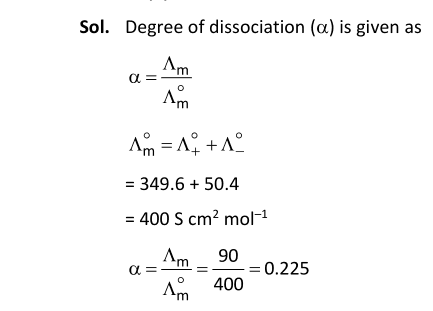 Sol. Degree of dissociation (α) is given as
α = Λm / Λ°m
Λ°m = Λ°+ + Λ°−
= 349.6 + 50.4
= 400 S cm² mol⁻¹
α = Λm / Λ°m = 90 / 400 = 0.225